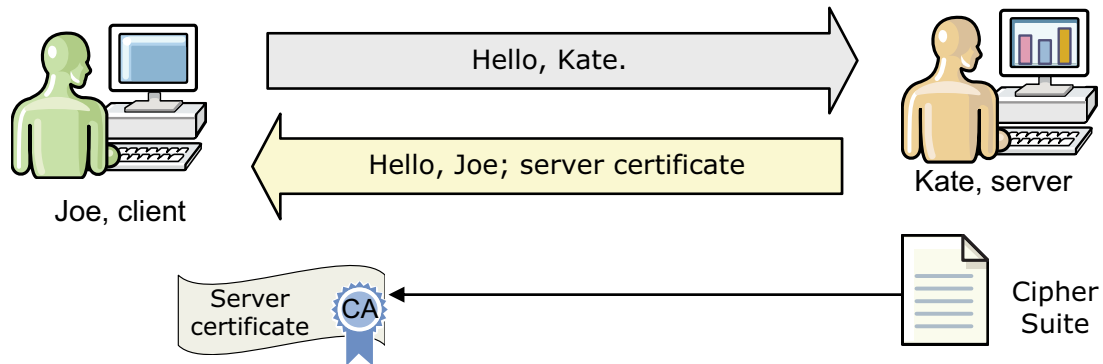 Hello, Kate.
Hello, Joe; server certificate
Joe, client
Kate, server
Server
certificate
CA
Cipher
Suite